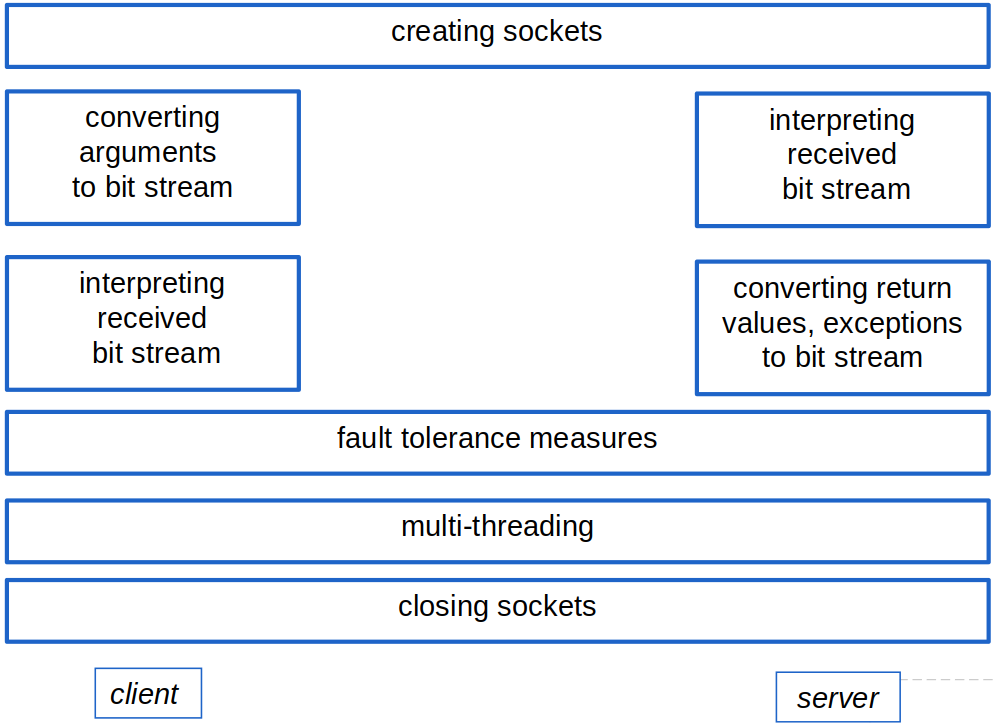 creating sockets
converting
arguments
to bit stream
interpreting
received
bit stream
interpreting
received
bit stream
converting return
values, exceptions
to bit stream
fault tolerance measures
multi-threading
closing sockets
client
server